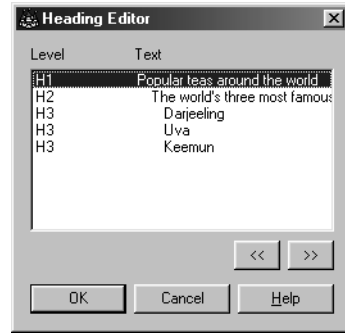 Heading Editor
Level Text
H1 Popular teas around the world
H2 The world's three most famous
H3 Darjeeling
H3 Uva
H3 Keemun
<< >>
OK Cancel Help